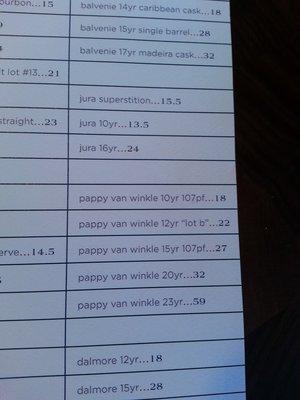 ourbon...15
balvenie 14yr caribbean cask...18
balvenie 15yr single barrel...28
balvenie 17yr madeira cask...32
t lot #13...21
jura superstition...15.5
straight...23
jura 10yr...13.5
jura 16yr...24
pappy van winkle 10yr 107pf...18
pappy van winkle 12yr "lot b"...22
erve...14.5
pappy van winkle 15yr 107pf...27
pappy van winkle 20yr...32
pappy van winkle 23yr...59
dalmore 12yr...18
dalmore 15yr...28